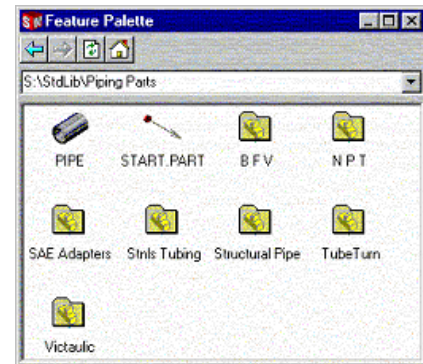 Feature Palette
S:\StdLib\Piping Parts
PIPE START.PART B F V N P T
SAE Adapters Stnls Tubing Structural Pipe TubeTurn
Victaulic